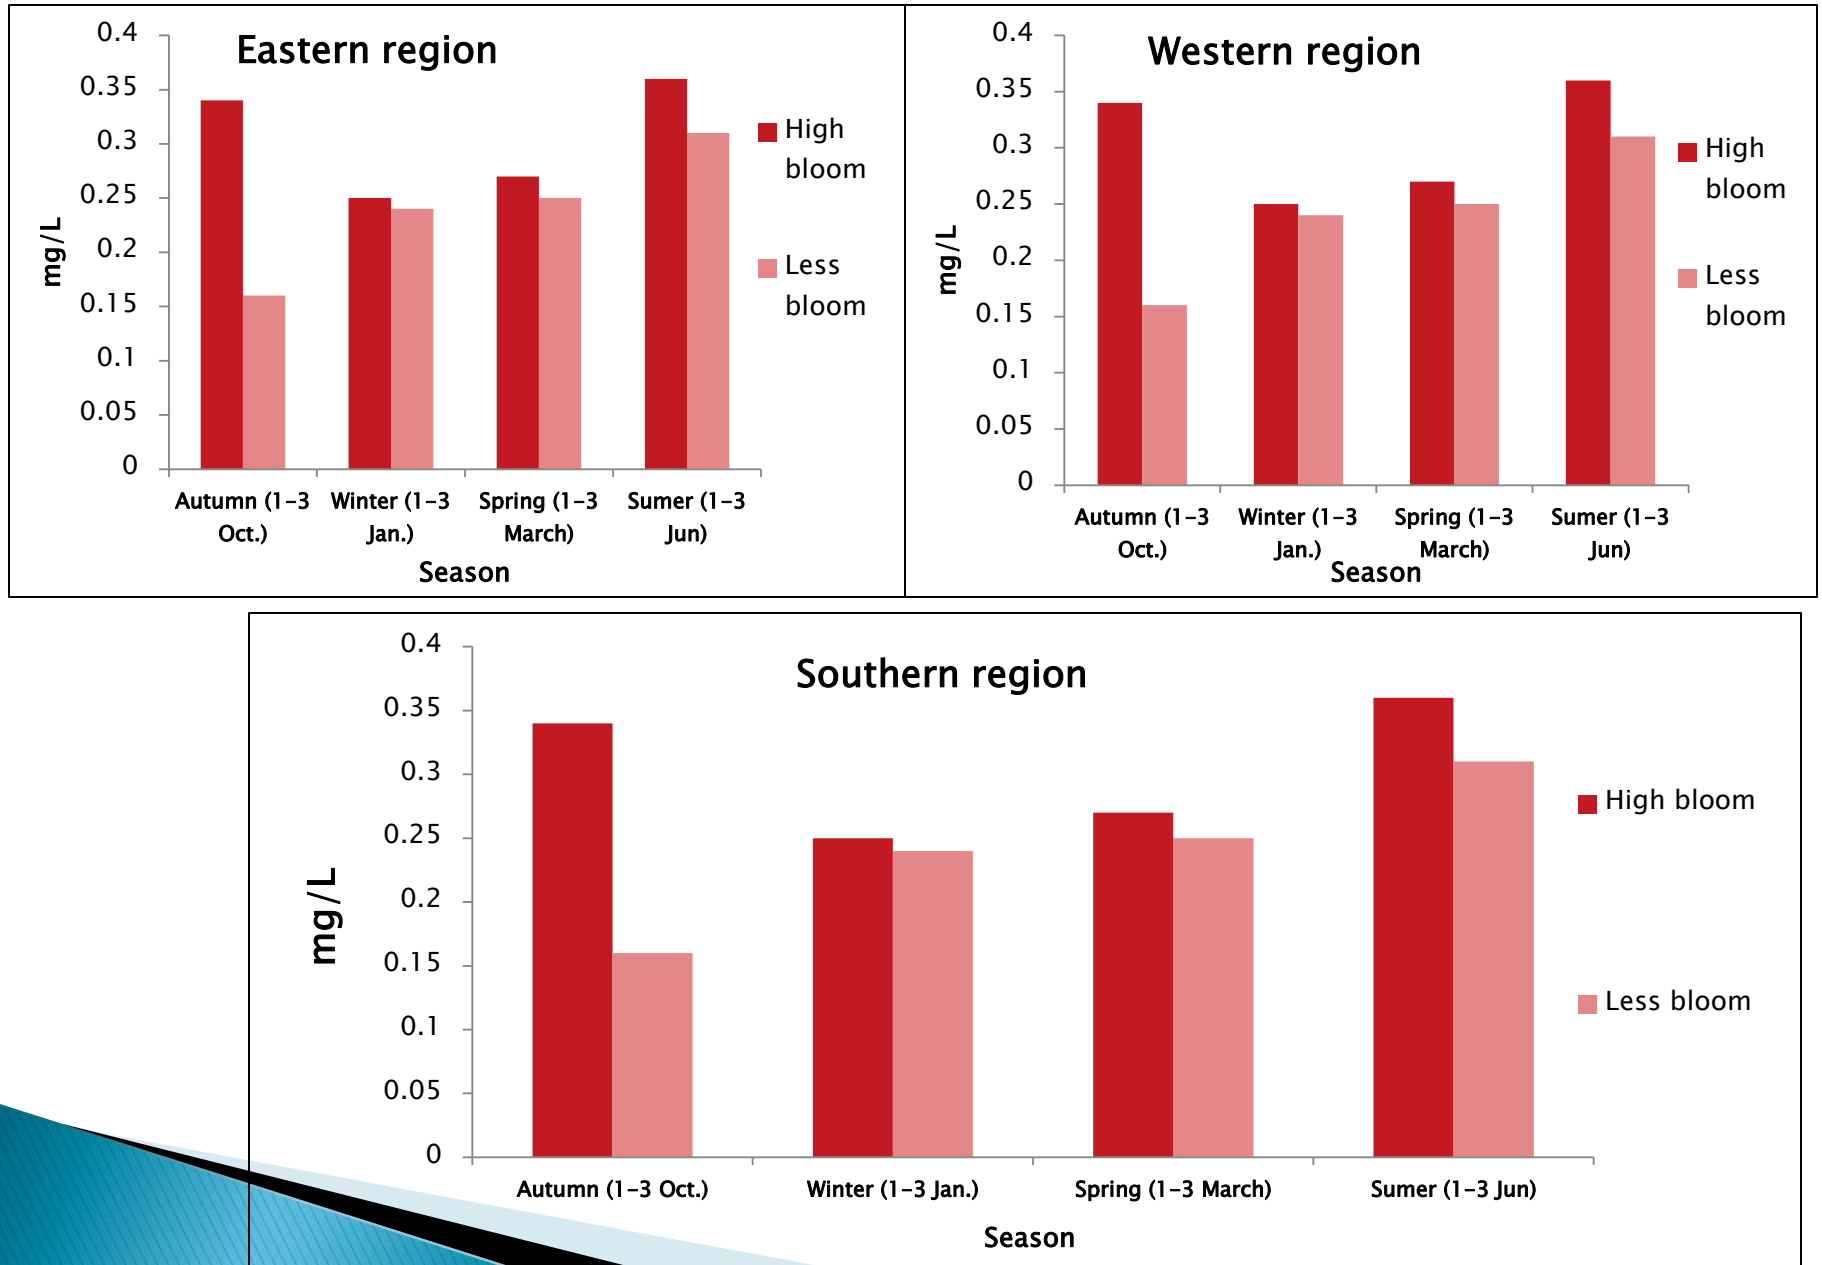 Eastern region
0.4
0.35
0.3
0.25
0.2
0.15
0.1
0.05
0
mg/L
Autumn (1-3
Oct.)
Winter (1-3
Jan.)
Spring (1-3
March)
Sumer (1-3
Jun)
Season
High
bloom
Less
bloom
Western region
0.4
0.35
0.3
0.25
0.2
0.15
0.1
0.05
0
mg/L
Autumn (1-3
Oct.)
Winter (1-3
Jan.)
Spring (1-3
March)
Sumer (1-3
Jun)
Season
High
bloom
Less
bloom
Southern region
0.4
0.35
0.3
0.25
0.2
0.15
0.1
0.05
0
mg/L
Autumn (1-3 Oct.)
Winter (1-3 Jan.)
Spring (1-3 March)
Sumer (1-3 Jun)
Season
High bloom
Less bloom